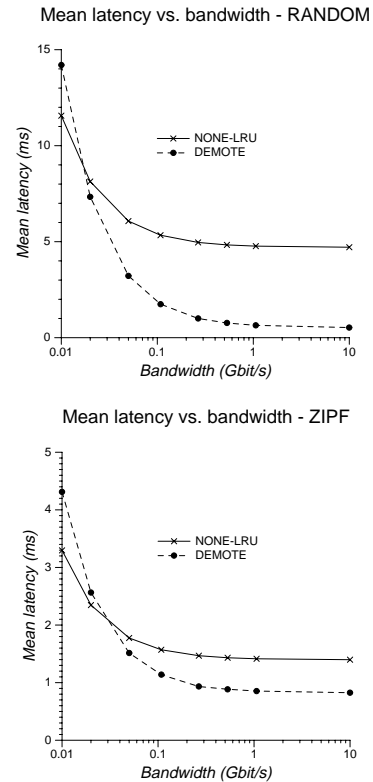 Mean latency vs. bandwidth - RANDOM
15
10
5
0
Mean latency (ms)
NONE-LRU
DEMOTE
0.01 0.1 1 10
Bandwidth (Gbit/s)
Mean latency vs. bandwidth - ZIPF
5
4
3
2
1
0
Mean latency (ms)
NONE-LRU
DEMOTE
0.01 0.1 1 10
Bandwidth (Gbit/s)